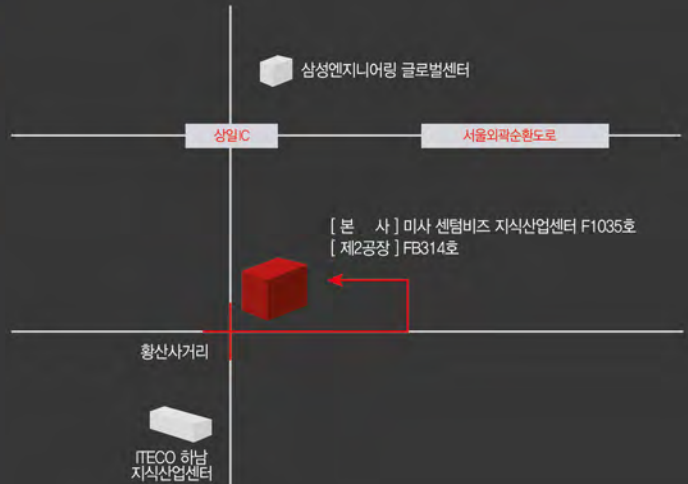 삼성엔지니어링 글로벌센터
상일IC
서울외곽순환도로
[ 본 사 ] 미사 센텀비즈 지식산업센터 F1035호
[ 제2공장 ] FB314호
황산사거리
ITECO 하남
지식산업센터